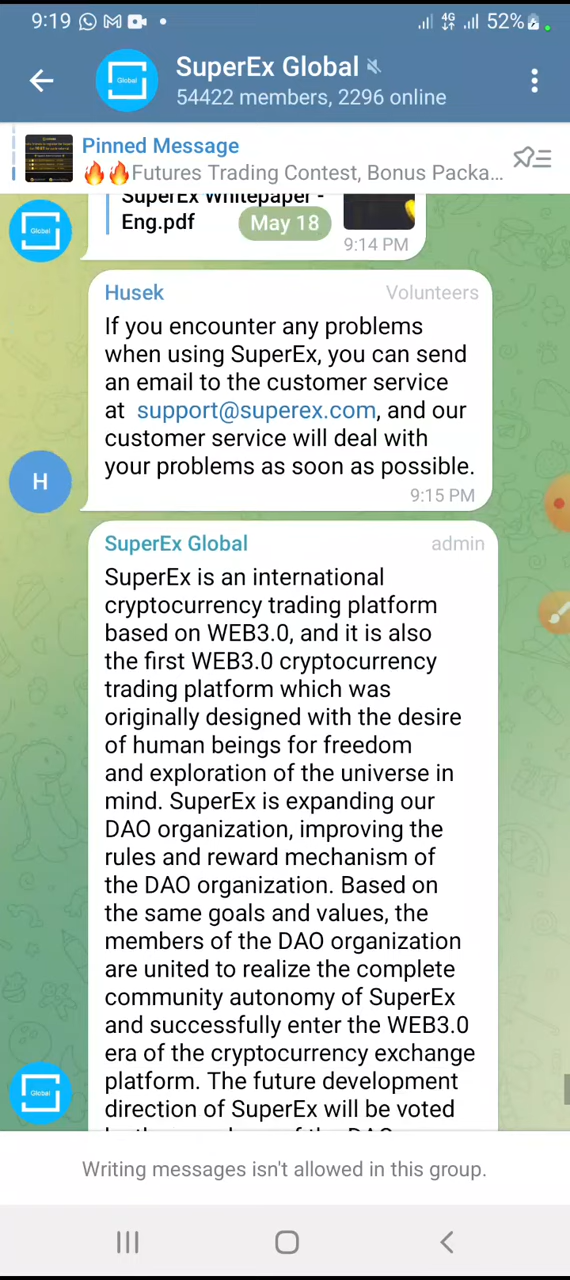 9:19
4G 52%
SuperEx Global
54422 members, 2296 online
Pinned Message
🔥🔥Futures Trading Contest, Bonus Packa...
SuperEx Whitepaper -
Eng.pdf
May 18
9:14 PM
Global
Global
Husek Volunteers
If you encounter any problems
when using SuperEx, you can send
an email to the customer service
at support@superex.com, and our
customer service will deal with
your problems as soon as possible.
9:15 PM
H
SuperEx Global admin
SuperEx is an international
cryptocurrency trading platform
based on WEB3.0, and it is also
the first WEB3.0 cryptocurrency
trading platform which was
originally designed with the desire
of human beings for freedom
and exploration of the universe in
mind. SuperEx is expanding our
DAO organization, improving the
rules and reward mechanism of
the DAO organization. Based on
the same goals and values, the
members of the DAO organization
are united to realize the complete
community autonomy of SuperEx
and successfully enter the WEB3.0
era of the cryptocurrency exchange
platform. The future development
direction of SuperEx will be voted
Global
Writing messages isn't allowed in this group.